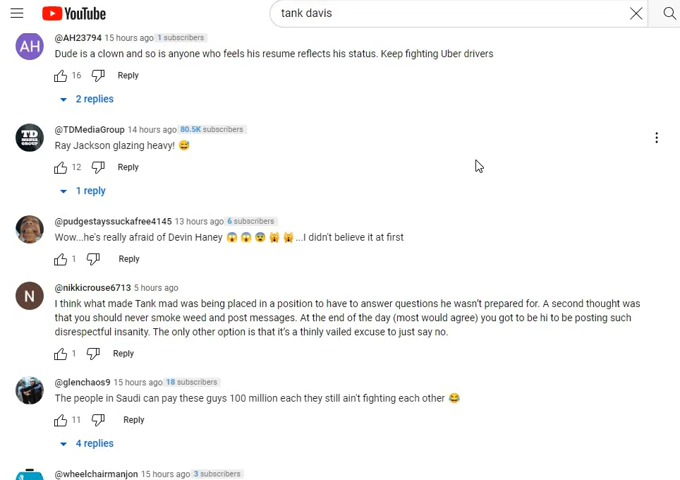 YouTube
tank davis
AH
@AH23794 15 hours ago 1 subscribers
Dude is a clown and so is anyone who feels his resume reflects his status. Keep fighting Uber drivers
16 Reply
2 replies
TD
MEDIA
GROUP
@TDMediaGroup 14 hours ago 80.5K subscribers
Ray Jackson glazing heavy! 😅
12 Reply
1 reply
@pudgestayssuckafree4145 13 hours ago 6 subscribers
Wow...he's really afraid of Devin Haney 😱 😱 😨 🙀 🙀 ...I didn't believe it at first
1 Reply
N
@nikkicrouse6713 5 hours ago
I think what made Tank mad was being placed in a position to have to answer questions he wasn't prepared for. A second thought was
that you should never smoke weed and post messages. At the end of the day (most would agree) you got to be hi to be posting such
disrespectful insanity. The only other option is that it's a thinly vailed excuse to just say no.
1 Reply
@glenchaos9 15 hours ago 18 subscribers
The people in Saudi can pay these guys 100 million each they still ain't fighting each other 😂
11 Reply
4 replies
@wheelchairmanjon 15 hours ago 3 subscribers